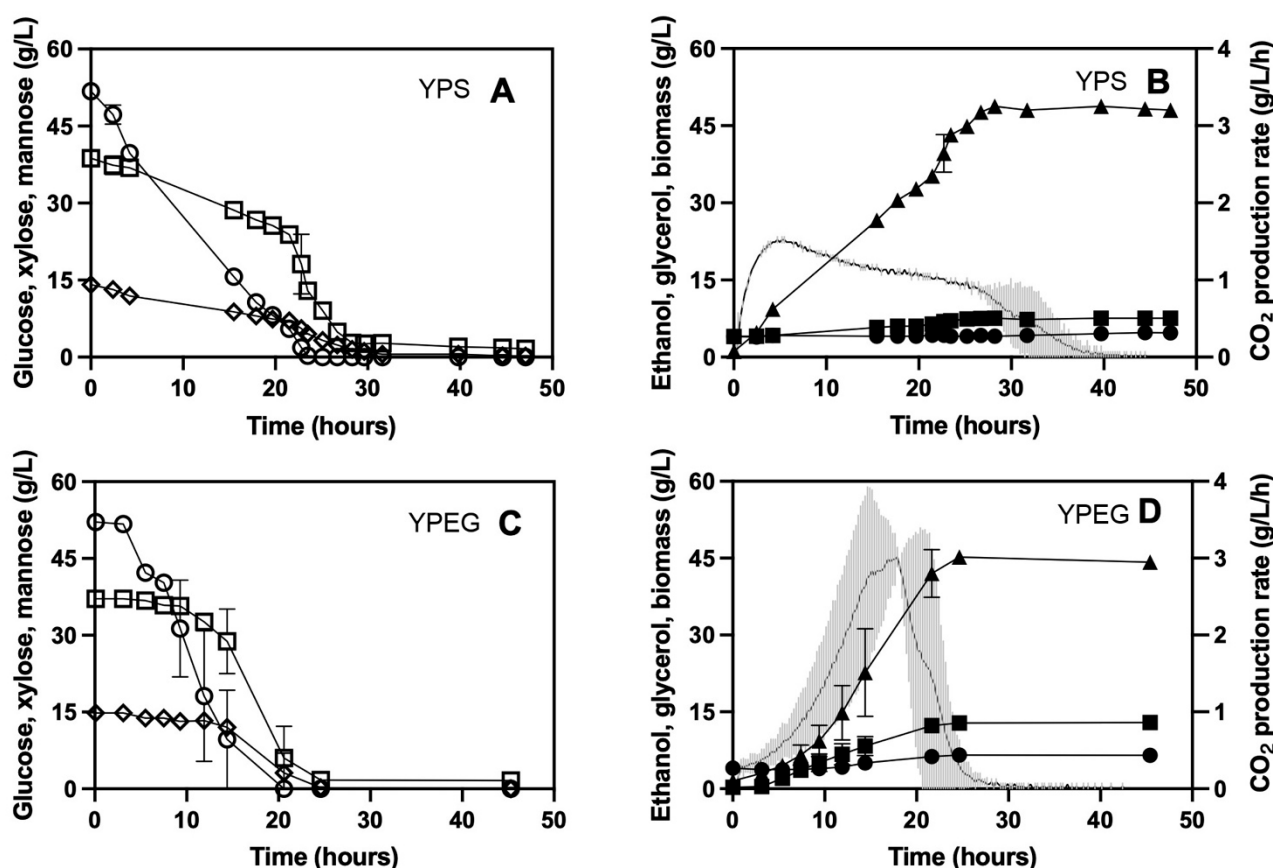 Glucose, xylose, mannose (g/L)
60
45
30
15
0
YPS A
0 10 20 30 40 50
Time (hours)
Ethanol, glycerol, biomass (g/L)
60
45
30
15
0
YPS B
4
3
2
1
0
CO₂ production rate (g/L/h)
0 10 20 30 40 50
Time (hours)
Glucose, xylose, mannose (g/L)
60
45
30
15
0
YPEG C
0 10 20 30 40 50
Time (hours)
Ethanol, glycerol, biomass (g/L)
60
45
30
15
0
YPEG D
4
3
2
1
0
CO₂ production rate (g/L/h)
0 10 20 30 40 50
Time (hours)